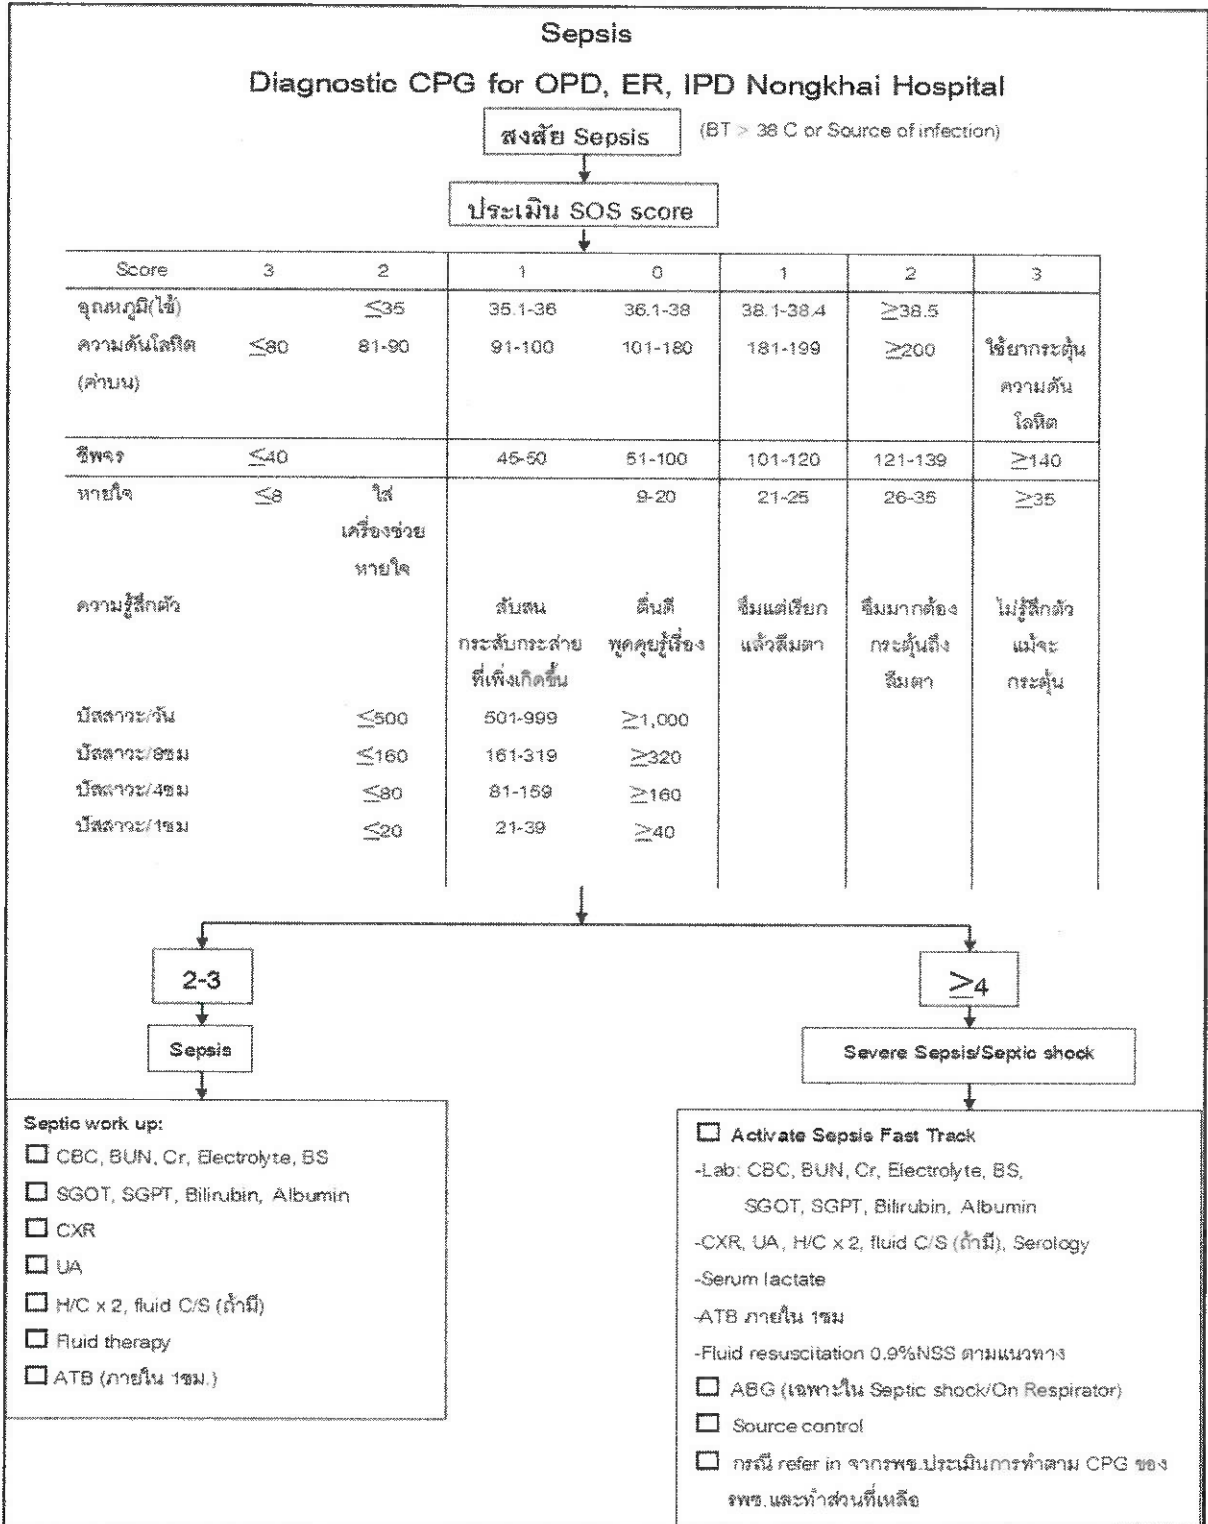 Sepsis
Diagnostic CPG for OPD, ER, IPD Nongkhai Hospital
สงสัย Sepsis (BT > 38 C or Source of infection)
ประเมิน SOS score
Score 3 2 1 0 1 2 3
อุณหภูมิ(ไข้) ≤35 35.1-36 36.1-38 38.1-38.4 ≥38.5
ความดันโลหิต ≤80 81-90 91-100 101-180 181-199 ≥200 ใช้ยากระตุ้น
(ค่าบน) ความดัน
โลหิต
ชีพจร ≤40 45-50 51-100 101-120 121-139 ≥140
หายใจ ≤8 ใส่ 9-20 21-25 26-35 ≥35
เครื่องช่วย
หายใจ
ความรู้สึกตัว สับสน ตื่นดี ซึมแต่เรียก ซึมมากต้อง ไม่รู้สึกตัว
กระสับกระส่าย พูดคุยรู้เรื่อง แล้วลืมตา กระตุ้นถึง แม้จะ
ที่เพิ่งเกิดขึ้น ลืมตา กระตุ้น
ปัสสาวะ/วัน ≤500 501-999 ≥1,000
ปัสสาวะ/8ชม ≤160 161-319 ≥320
ปัสสาวะ/4ชม ≤80 81-159 ≥160
ปัสสาวะ/1ชม ≤20 21-39 ≥40
2-3
Sepsis
Septic work up:
CBC, BUN, Cr, Electrolyte, BS
SGOT, SGPT, Bilirubin, Albumin
CXR
UA
H/C x 2, fluid C/S (ถ้ามี)
Fluid therapy
ATB (ภายใน 1ชม.)
≥4
Severe Sepsis/Septic shock
Activate Sepsis Fast Track
-Lab: CBC, BUN, Cr, Electrolyte, BS,
SGOT, SGPT, Bilirubin, Albumin
-CXR, UA, H/C x 2, fluid C/S (ถ้ามี), Serology
-Serum lactate
-ATB ภายใน 1ชม
-Fluid resuscitation 0.9%NSS ตามแนวทาง
ABG (เฉพาะใน Septic shock/On Respirator)
Source control
กรณี refer in จากรพช.ประเมินการทำตาม CPG ของ
รพช.และทำส่วนที่เหลือ